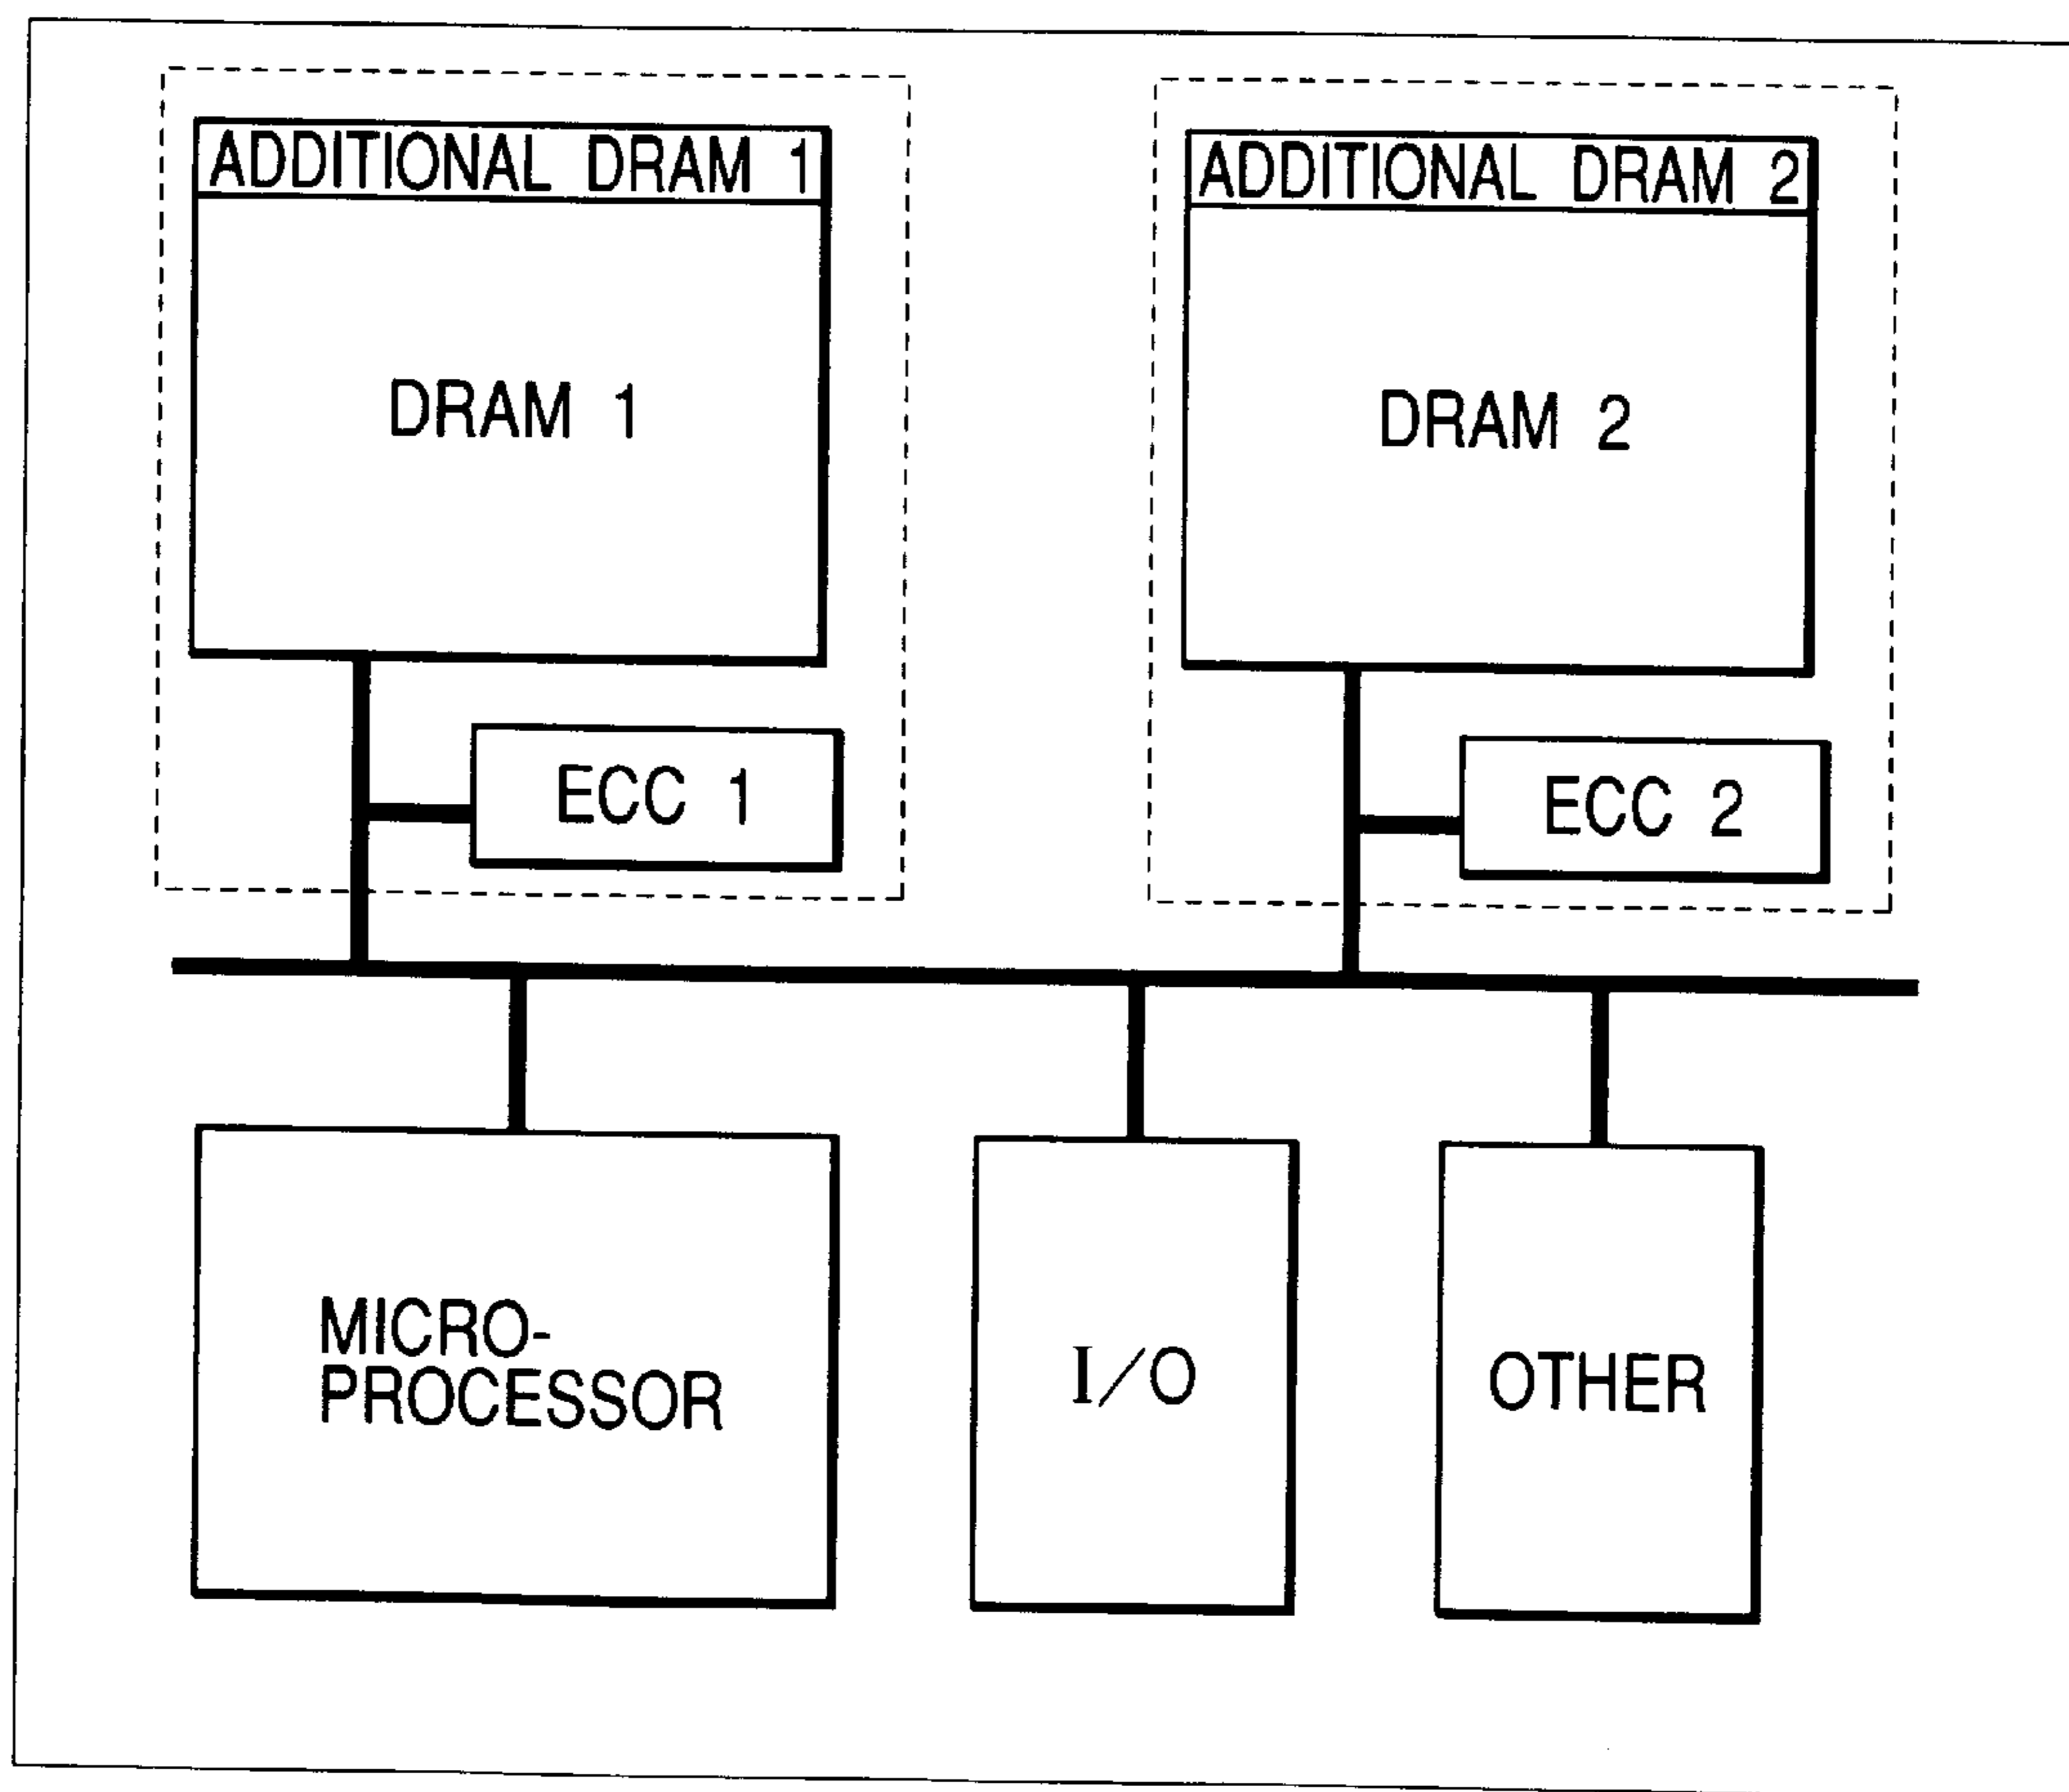 ADDITIONAL DRAM 1
DRAM 1
ECC 1
ADDITIONAL DRAM 2
DRAM 2
ECC 2
MICRO-
PROCESSOR
I/O
OTHER